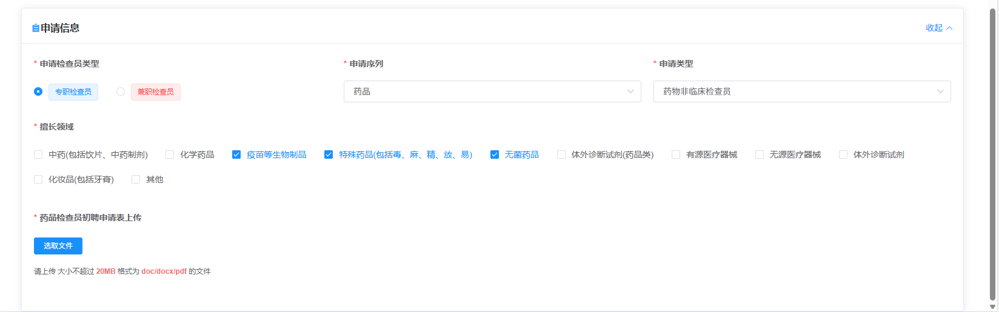 申请信息
收起
* 申请检查员类型
* 申请序列
* 申请类型
专职检查员
兼职检查员
药品
药物非临床检查员
* 擅长领域
中药(包括饮片、中药制剂)
化学药品
疫苗等生物制品
特殊药品(包括毒、麻、精、放、易)
无菌药品
体外诊断试剂(药品类)
有源医疗器械
无源医疗器械
体外诊断试剂
化妆品(包括牙膏)
其他
* 药品检查员初聘申请表上传
选取文件
请上传 大小不超过 20MB 格式为 doc/docx/pdf 的文件